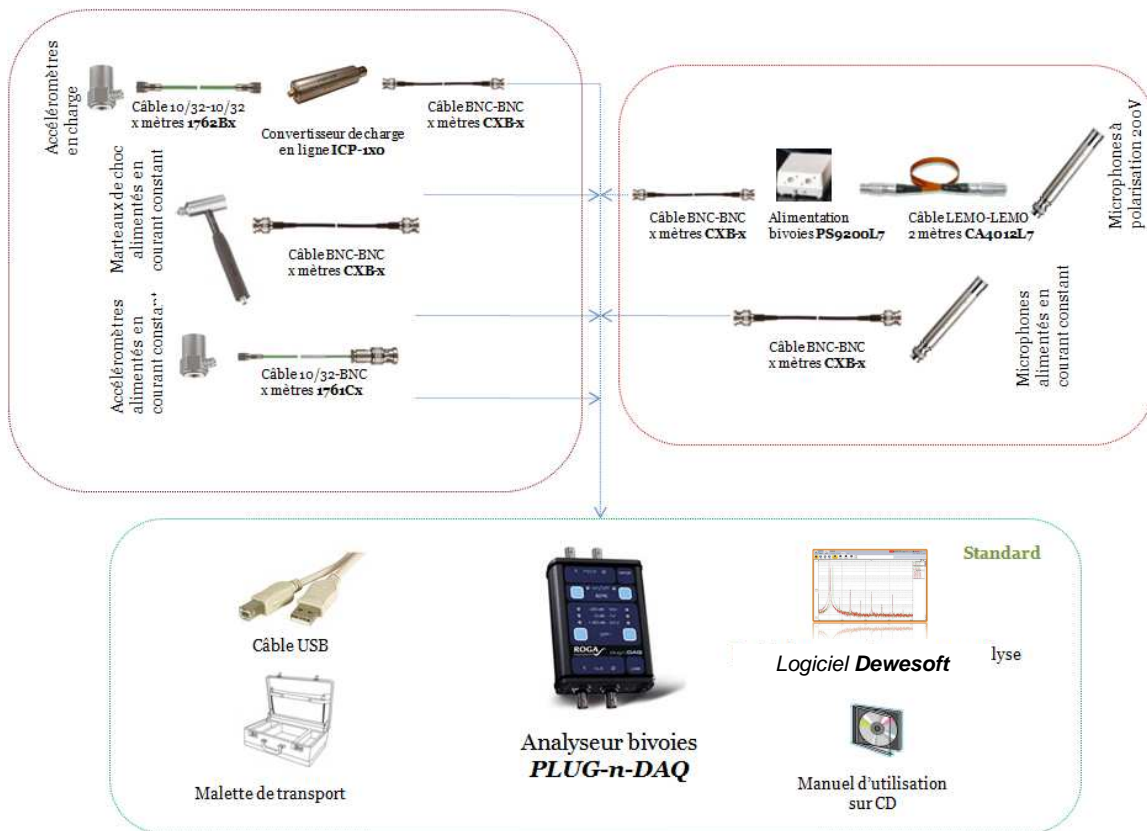 Accéléromètres
en charge
Câble 10/32-10/32
x mètres 1762Bx
Convertisseur de charge
en ligne ICP-1x0
Câble BNC-BNC
x mètres CXB-x
Marteaux de choc
alimentés en
courant constant
Câble BNC-BNC
x mètres CXB-x
Accéléromètres
alimentés en
courant constant
Câble 10/32-BNC
x mètres 1761Cx
Câble BNC-BNC
x mètres CXB-x
Alimentation
bivoies PS9200L7
Câble LEMO-LEMO
2 mètres CA4012L7
Microphones à
polarisation 200V
Câble BNC-BNC
x mètres CXB-x
Microphones
alimentés en
courant constant
Standard
Câble USB
Malette de transport
ROGA
Analyseur bivoies
PLUG-n-DAQ
Logiciel Dewesoft
lyse
Manuel d'utilisation
sur CD